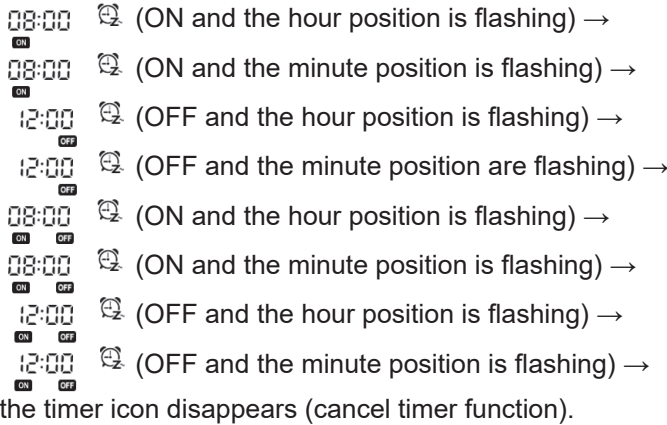 08:00 (ON and the hour position is flashing) →
ON
08:00 (ON and the minute position is flashing) →
ON
12:00 (OFF and the hour position is flashing) →
OFF
12:00 (OFF and the minute position are flashing) →
OFF
08:00 (ON and the hour position is flashing) →
ON OFF
08:00 (ON and the minute position is flashing) →
ON OFF
12:00 (OFF and the hour position is flashing) →
ON OFF
12:00 (OFF and the minute position is flashing) →
ON OFF
the timer icon disappears (cancel timer function).